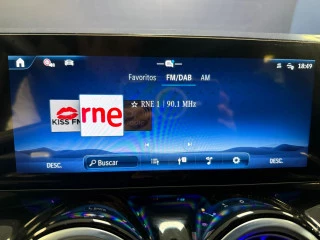 18:49
Favoritos FM/DAB AM
KISS FM
rne
☆ RNE 1 | 90.1 MHz
DESC. Buscar DESC.